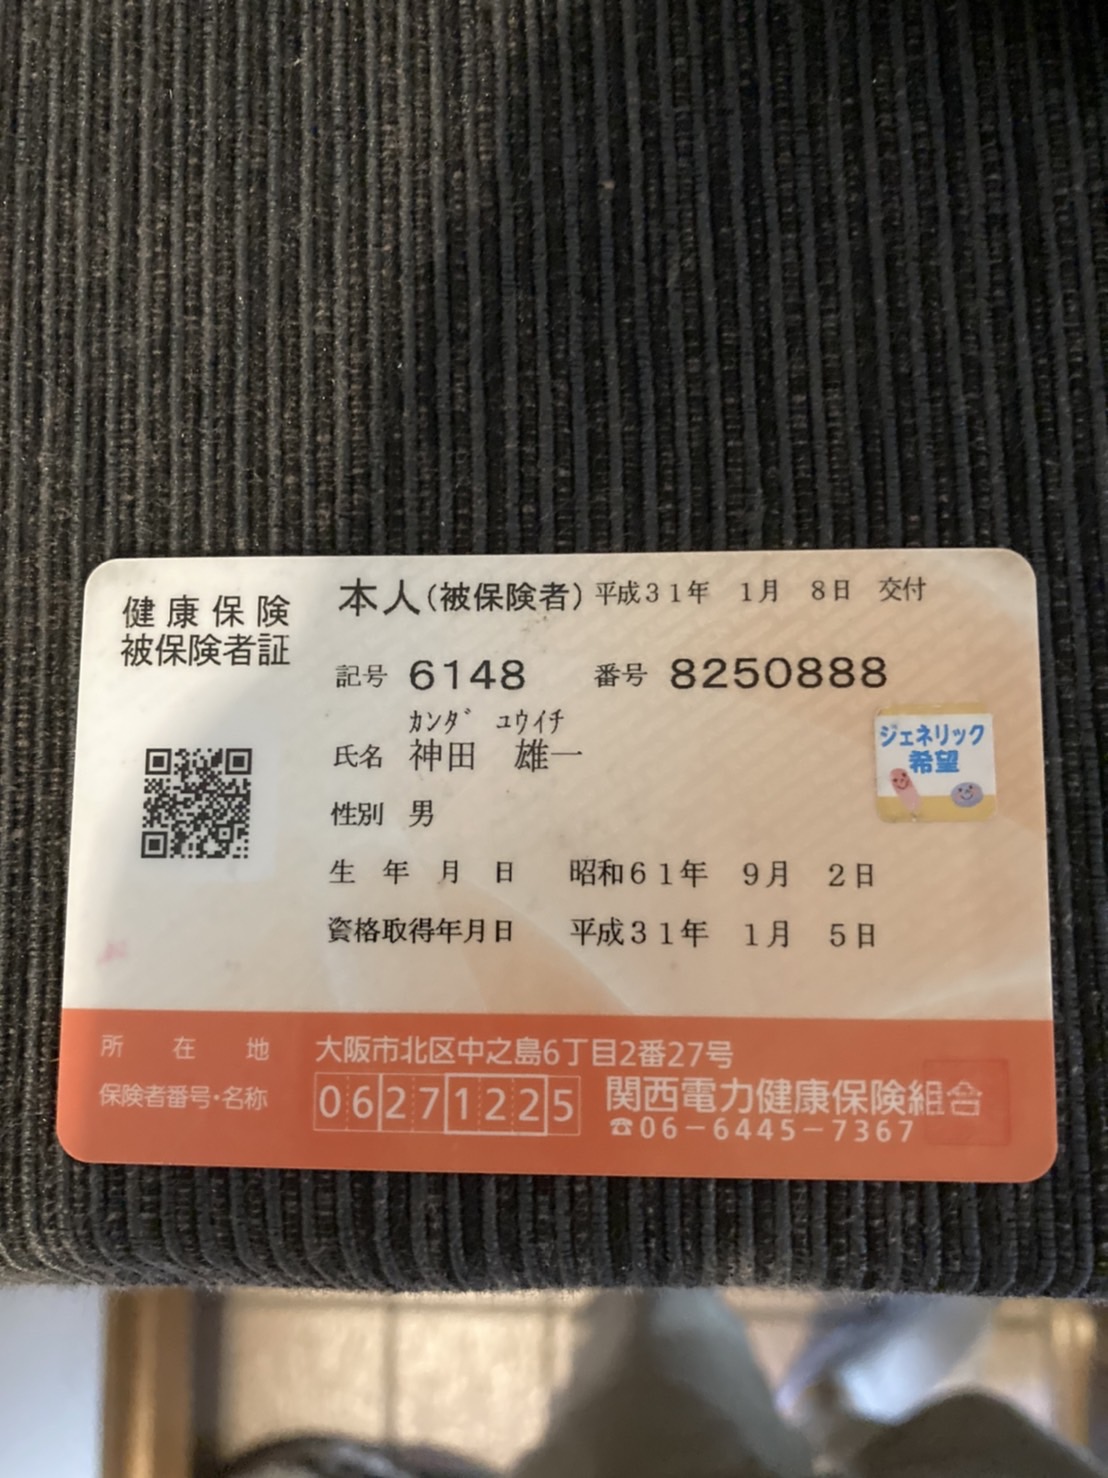 健康保険
被保険者証
本人(被保険者) 平成31年 1月 8日 交付
記号 6148 番号 8250888
カンダ ユウイチ
氏名 神田 雄一
性別 男
生年月日 昭和61年 9月 2日
資格取得年月日 平成31年 1月 5日
ジェネリック
希望
所在地 大阪市北区中之島6丁目2番27号
保険者番号・名称 06271225 関西電力健康保険組合
☎06-6445-7367